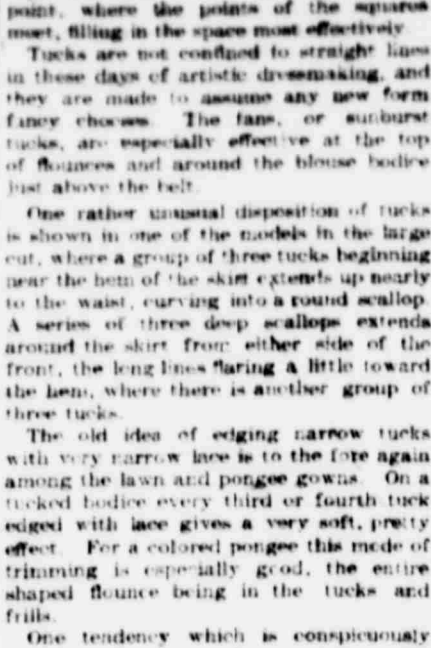 point, where the points of the squares
meet, filling in the space most effectively
Tucks are not confined to straight lines
in these days of artistic dressmaking, and
they are made to assume any new form
fancy chooses. The fans, or sunburst
tucks, are especially effective at the top
of flounces and around the blouse bodice
just above the belt.
One rather unusual disposition of tucks
is shown in one of the models in the large
cut, where a group of three tucks beginning
near the hem of the skirt extends up nearly
to the waist, curving into a round scallop.
A series of three deep scallops extends
around the skirt from either side of the
front, the long lines flaring a little toward
the hem, where there is another group of
three tucks.
The old idea of edging narrow tucks
with very narrow lace is to the fore again
among the lawn and pongee gowns. On a
tucked bodice every third or fourth tuck
edged with lace gives a very soft, pretty
effect. For a colored pongee this mode of
trimming is especially good, the entire
shaped flounce being in the tucks and
frills.
One tendency which is conspicuously